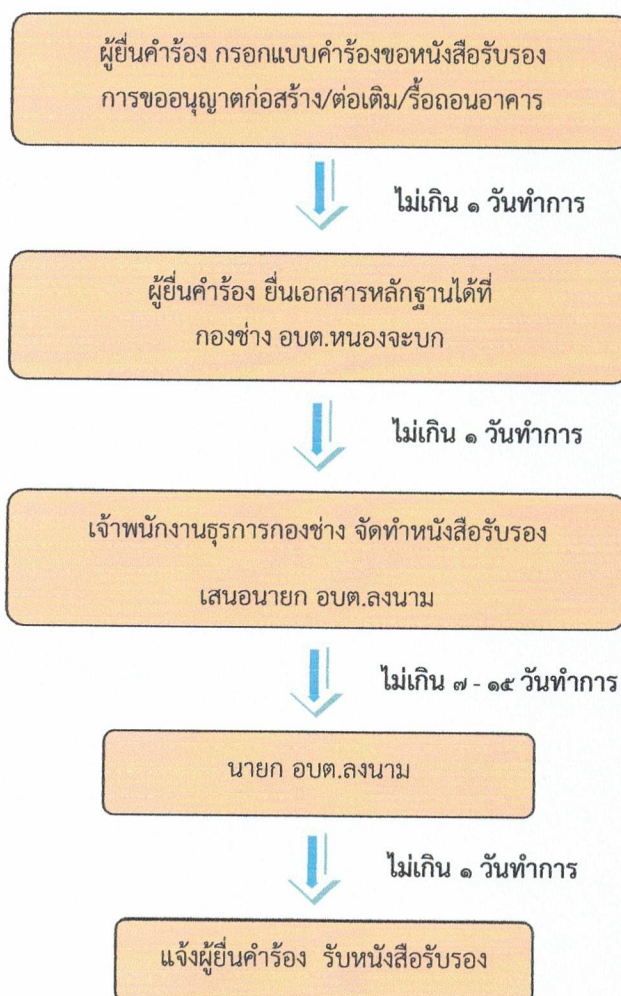 ผู้ยื่นคำร้อง กรอกแบบคำร้องขอหนังสือรับรอง
การขออนุญาตก่อสร้าง/ต่อเติม/รื้อถอนอาคาร
ไม่เกิน ๑ วันทำการ
ผู้ยื่นคำร้อง ยื่นเอกสารหลักฐานได้ที่
กองช่าง อบต.หนองจะบก
ไม่เกิน ๑ วันทำการ
เจ้าพนักงานธุรการกองช่าง จัดทำหนังสือรับรอง
เสนอนายก อบต.ลงนาม
ไม่เกิน ๗ - ๑๕ วันทำการ
นายก อบต.ลงนาม
ไม่เกิน ๑ วันทำการ
แจ้งผู้ยื่นคำร้อง รับหนังสือรับรอง